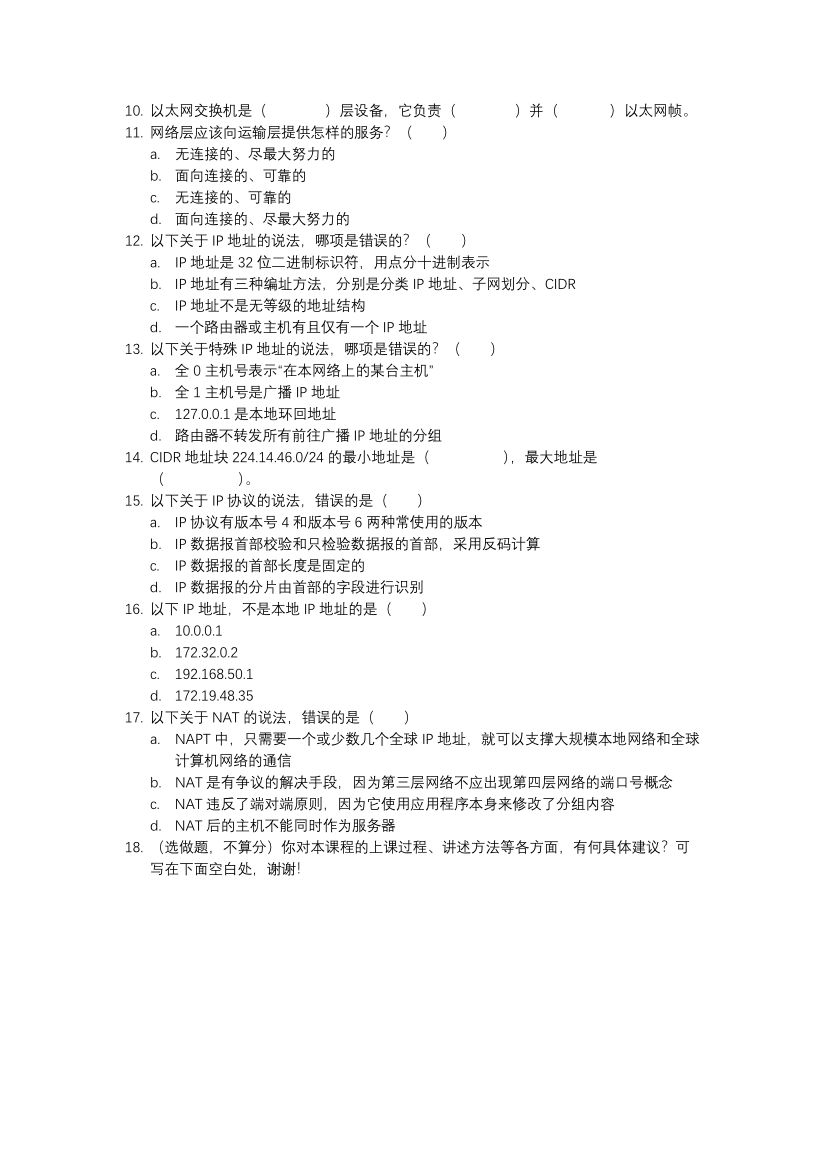 10. 以太网交换机是（        ）层设备，它负责（        ）并（        ）以太网帧。
11. 网络层应该向运输层提供怎样的服务？（    ）
a. 无连接的、尽最大努力的
b. 面向连接的、可靠的
c. 无连接的、可靠的
d. 面向连接的、尽最大努力的
12. 以下关于 IP 地址的说法，哪项是错误的？（    ）
a. IP 地址是 32 位二进制标识符，用点分十进制表示
b. IP 地址有三种编址方法，分别是分类 IP 地址、子网划分、CIDR
c. IP 地址不是无等级的地址结构
d. 一个路由器或主机有且仅有一个 IP 地址
13. 以下关于特殊 IP 地址的说法，哪项是错误的？（    ）
a. 全 0 主机号表示“在本网络上的某台主机”
b. 全 1 主机号是广播 IP 地址
c. 127.0.0.1 是本地环回地址
d. 路由器不转发所有前往广播 IP 地址的分组
14. CIDR 地址块 224.14.46.0/24 的最小地址是（          ），最大地址是
（          ）。
15. 以下关于 IP 协议的说法，错误的是（    ）
a. IP 协议有版本号 4 和版本号 6 两种常使用的版本
b. IP 数据报首部校验和只检验数据报的首部，采用反码计算
c. IP 数据报的首部长度是固定的
d. IP 数据报的分片由首部的字段进行识别
16. 以下 IP 地址，不是本地 IP 地址的是（    ）
a. 10.0.0.1
b. 172.32.0.2
c. 192.168.50.1
d. 172.19.48.35
17. 以下关于 NAT 的说法，错误的是（    ）
a. NAPT 中，只需要一个或少数几个全球 IP 地址，就可以支撑大规模本地网络和全球
计算机网络的通信
b. NAT 是有争议的解决手段，因为第三层网络不应出现第四层网络的端口号概念
c. NAT 违反了端对端原则，因为它使用应用程序本身来修改了分组内容
d. NAT 后的主机不能同时作为服务器
18. （选做题，不算分）你对本课程的上课过程、讲述方法等各方面，有何具体建议？可
写在下面空白处，谢谢！